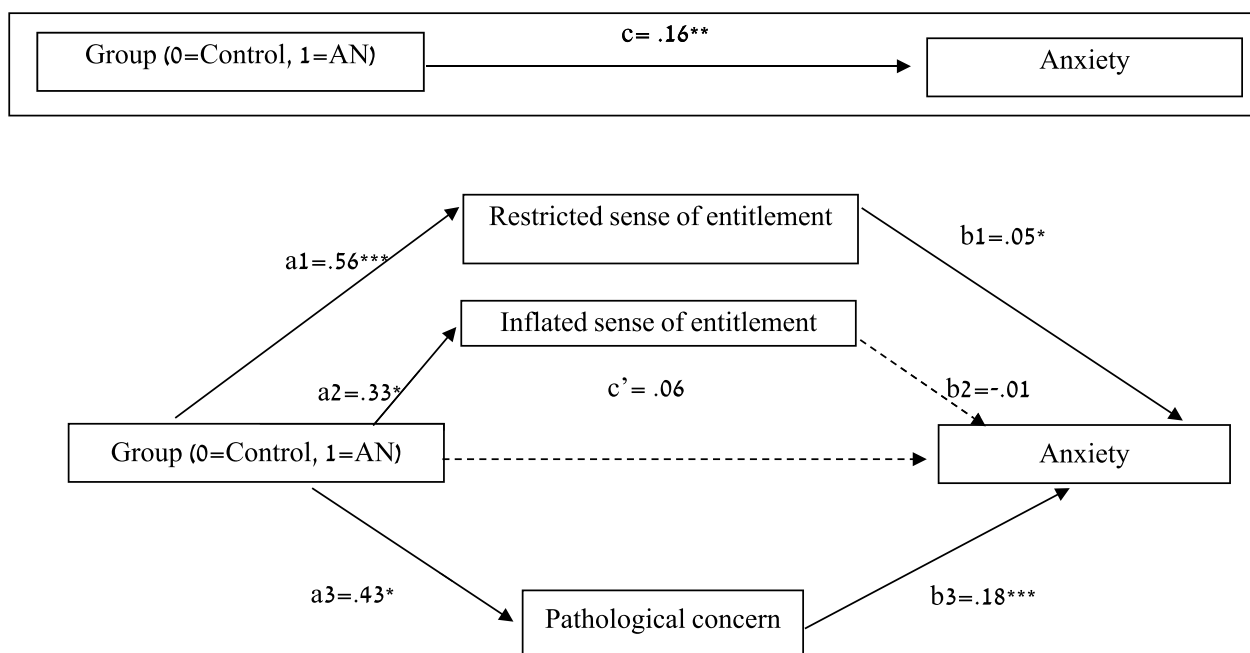 c= .16**
Group (0=Control, 1=AN)
Anxiety
Restricted sense of entitlement
b1=.05*
a1=.56***
Inflated sense of entitlement
a2=.33*
c’= .06
b2=-.01
Group (0=Control, 1=AN)
Anxiety
a3=.43*
b3=.18***
Pathological concern